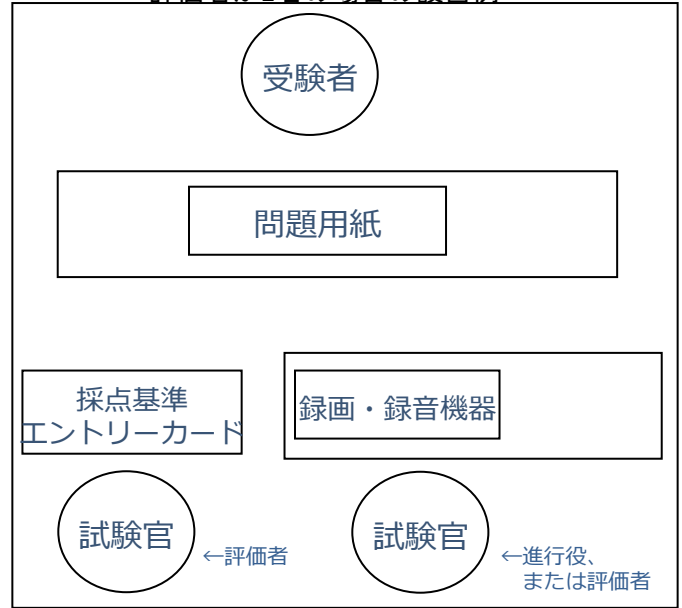 受験者
問題用紙
採点基準
エントリーカード
録画・録音機器
試験官
←評価者
試験官
←進行役、
または評価者